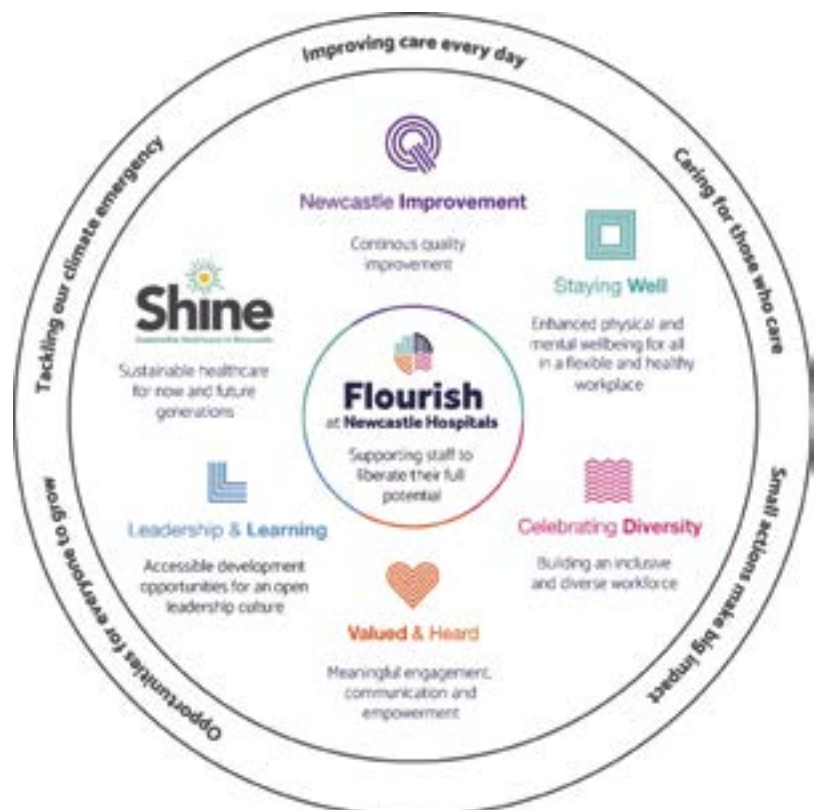 Improving care every day
Caring for those who care
Small actions make big impact
Opportunities for everyone to grow
Tackling our climate emergency
Newcastle Improvement
Continous quality
improvement
Staying Well
Enhanced physical and
mental wellbeing for all
in a flexible and healthy
workplace
Shine
Sustainable Healthcare in Newcastle
Sustainable healthcare
for now and future
generations
Flourish
at Newcastle Hospitals
Supporting staff to
liberate their full
potential
Leadership & Learning
Accessible development
opportunities for an open
leadership culture
Celebrating Diversity
Building an inclusive
and diverse workforce
Valued & Heard
Meaningful engagement,
communication and
empowerment